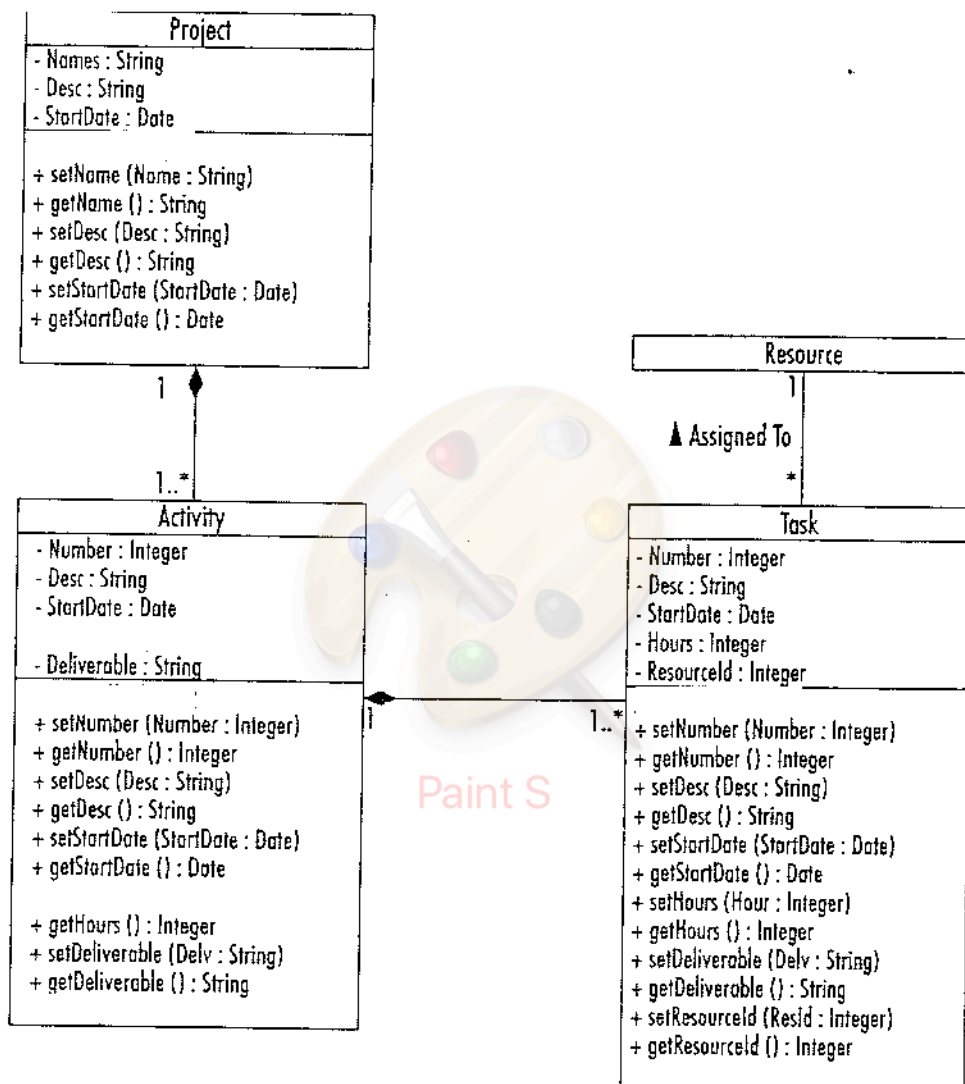 Project
- Names : String
- Desc : String
- StartDate : Date
+ setName (Name : String)
+ getName () : String
+ setDesc (Desc : String)
+ getDesc () : String
+ setStartDate (StartDate : Date)
+ getStartDate () : Date
1
1..*
Resource
1
▲ Assigned To
*
Activity
- Number : Integer
- Desc : String
- StartDate : Date
- Deliverable : String
+ setNumber (Number : Integer)
+ getNumber () : Integer
+ setDesc (Desc : String)
+ getDesc () : String
+ setStartDate (StartDate : Date)
+ getStartDate () : Date
+ getHours () : Integer
+ setDeliverable (Delv : String)
+ getDeliverable () : String
1
1..*
Task
- Number : Integer
- Desc : String
- StartDate : Date
- Hours : Integer
- ResourceId : Integer
+ setNumber (Number : Integer)
+ getNumber () : Integer
+ setDesc (Desc : String)
+ getDesc () : String
+ setStartDate (StartDate : Date)
+ getStartDate () : Date
+ setHours (Hour : Integer)
+ getHours () : Integer
+ setDeliverable (Delv : String)
+ getDeliverable () : String
+ setResourceId (ResId : Integer)
+ getResourceId () : Integer
Paint S